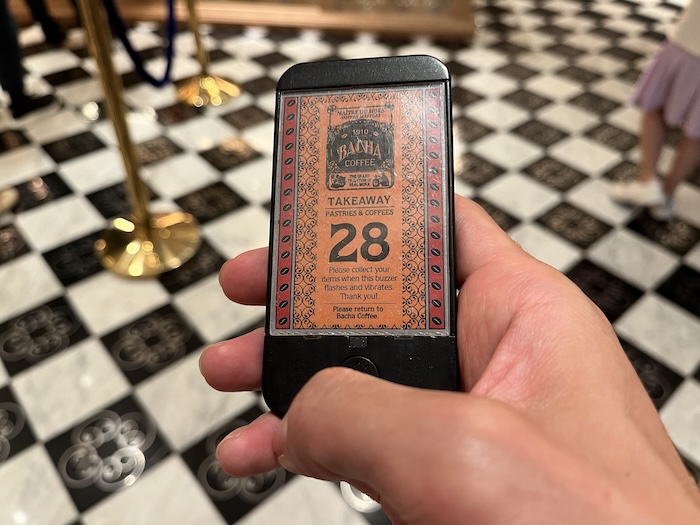 1910
BACHA
COFFEE
TAKEAWAY
PASTRIES & COFFEES
28
Please collect your
items when this buzzer
flashes and vibrates.
Thank you!
Please return to
Bacha Coffee.